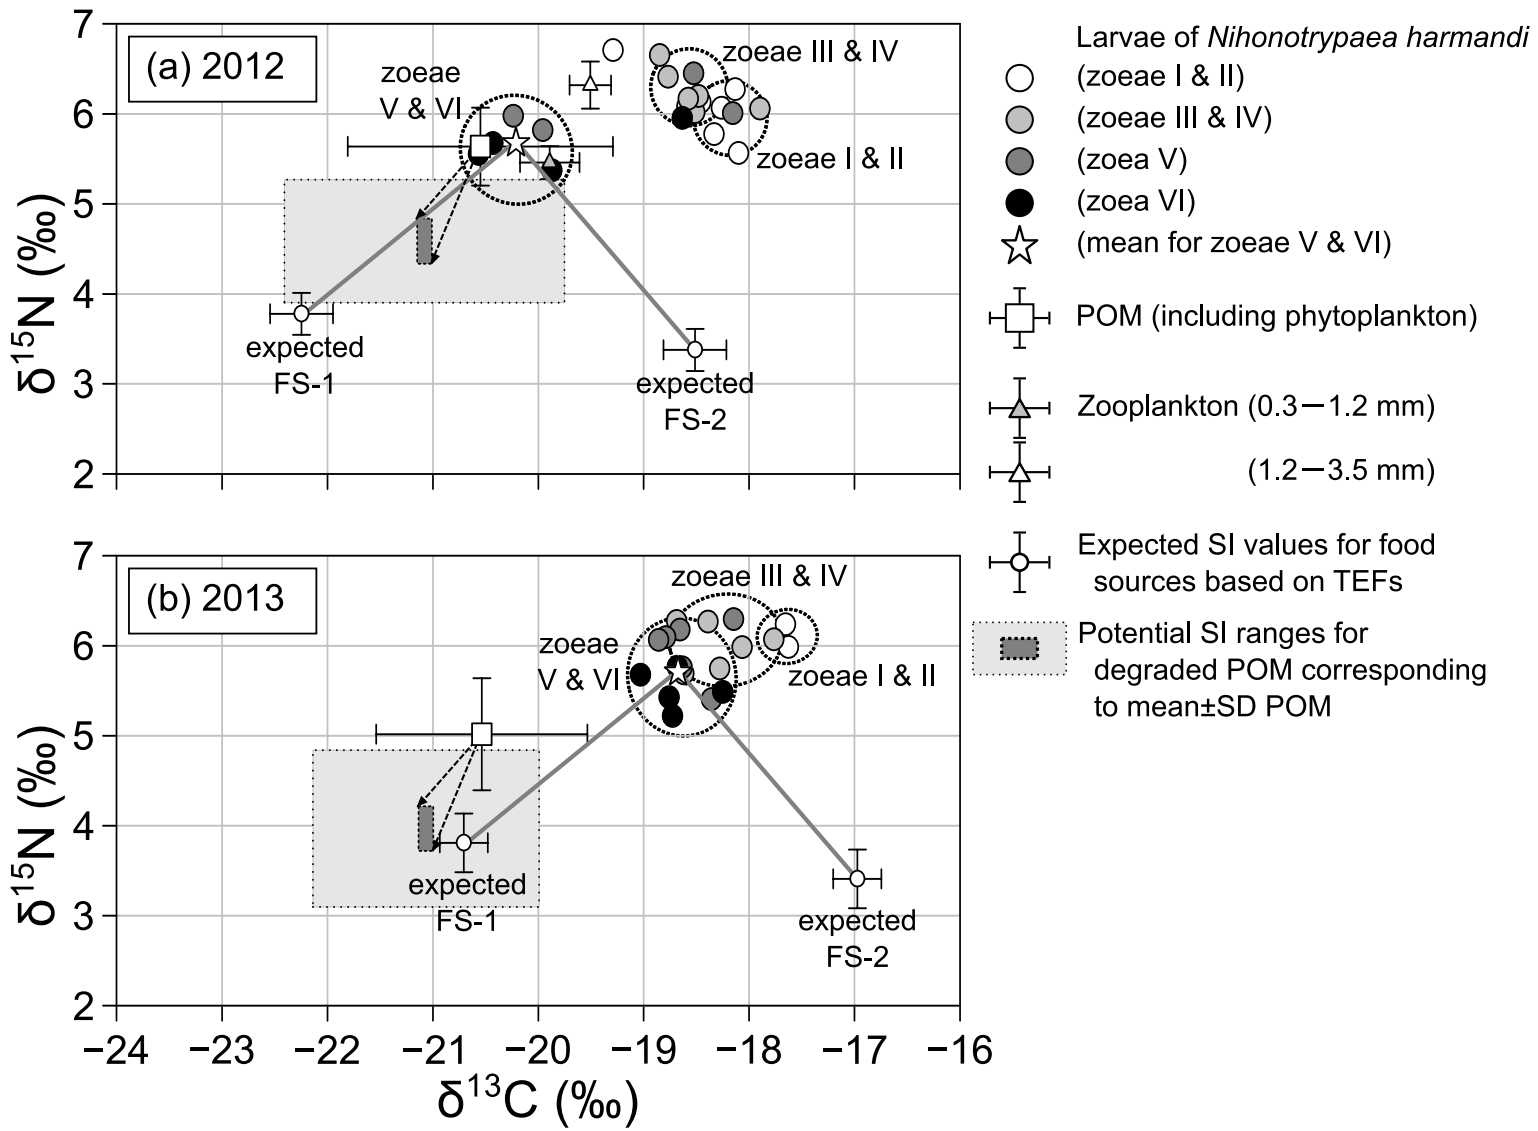 (a) 2012
7
6
5
4
3
2
δ15N (‰)
zoeae
V & VI
zoeae III & IV
zoeae I & II
expected
FS-1
expected
FS-2
(b) 2013
7
6
5
4
3
2
δ15N (‰)
zoeae III & IV
zoeae
V & VI
zoeae I & II
expected
FS-1
expected
FS-2
−24 −23 −22 −21 −20 −19 −18 −17 −16
δ13C (‰)
Larvae of Nihonotrypaea harmandi
(zoeae I & II)
(zoeae III & IV)
(zoea V)
(zoea VI)
(mean for zoeae V & VI)
POM (including phytoplankton)
Zooplankton (0.3−1.2 mm)
(1.2−3.5 mm)
Expected SI values for food
sources based on TEFs
Potential SI ranges for
degraded POM corresponding
to mean±SD POM